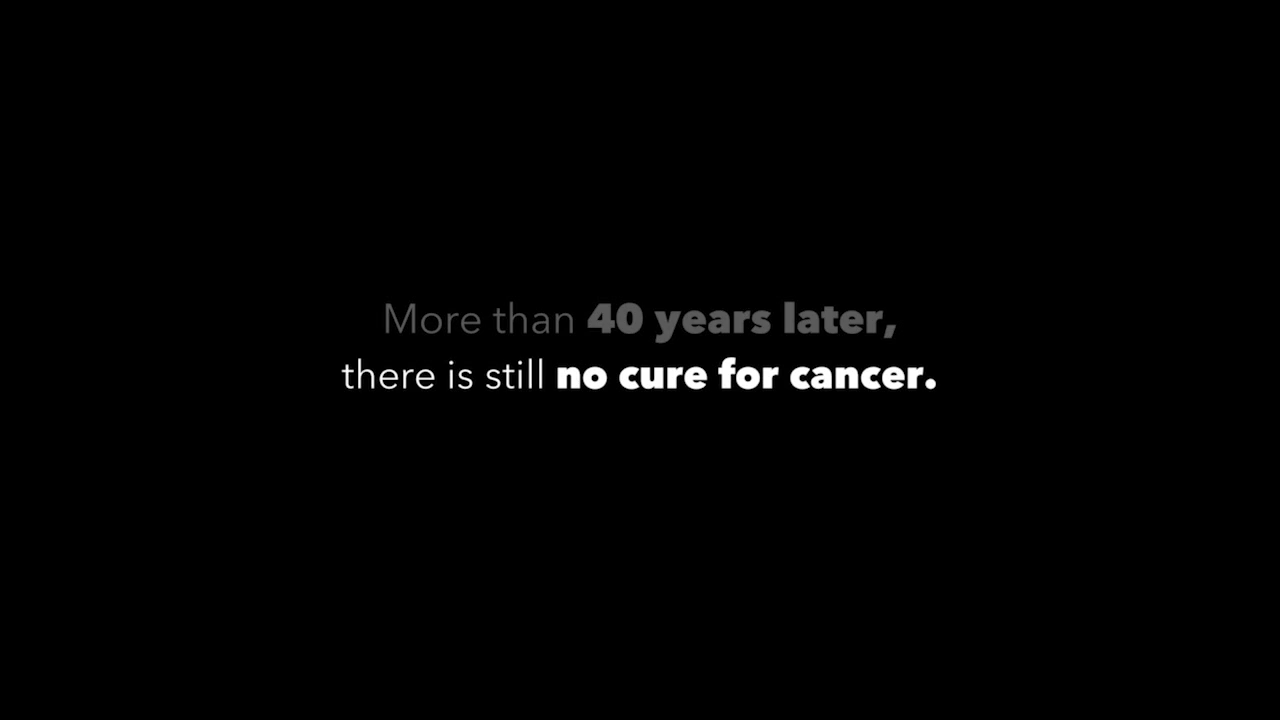 More than 40 years later,
there is still no cure for cancer.